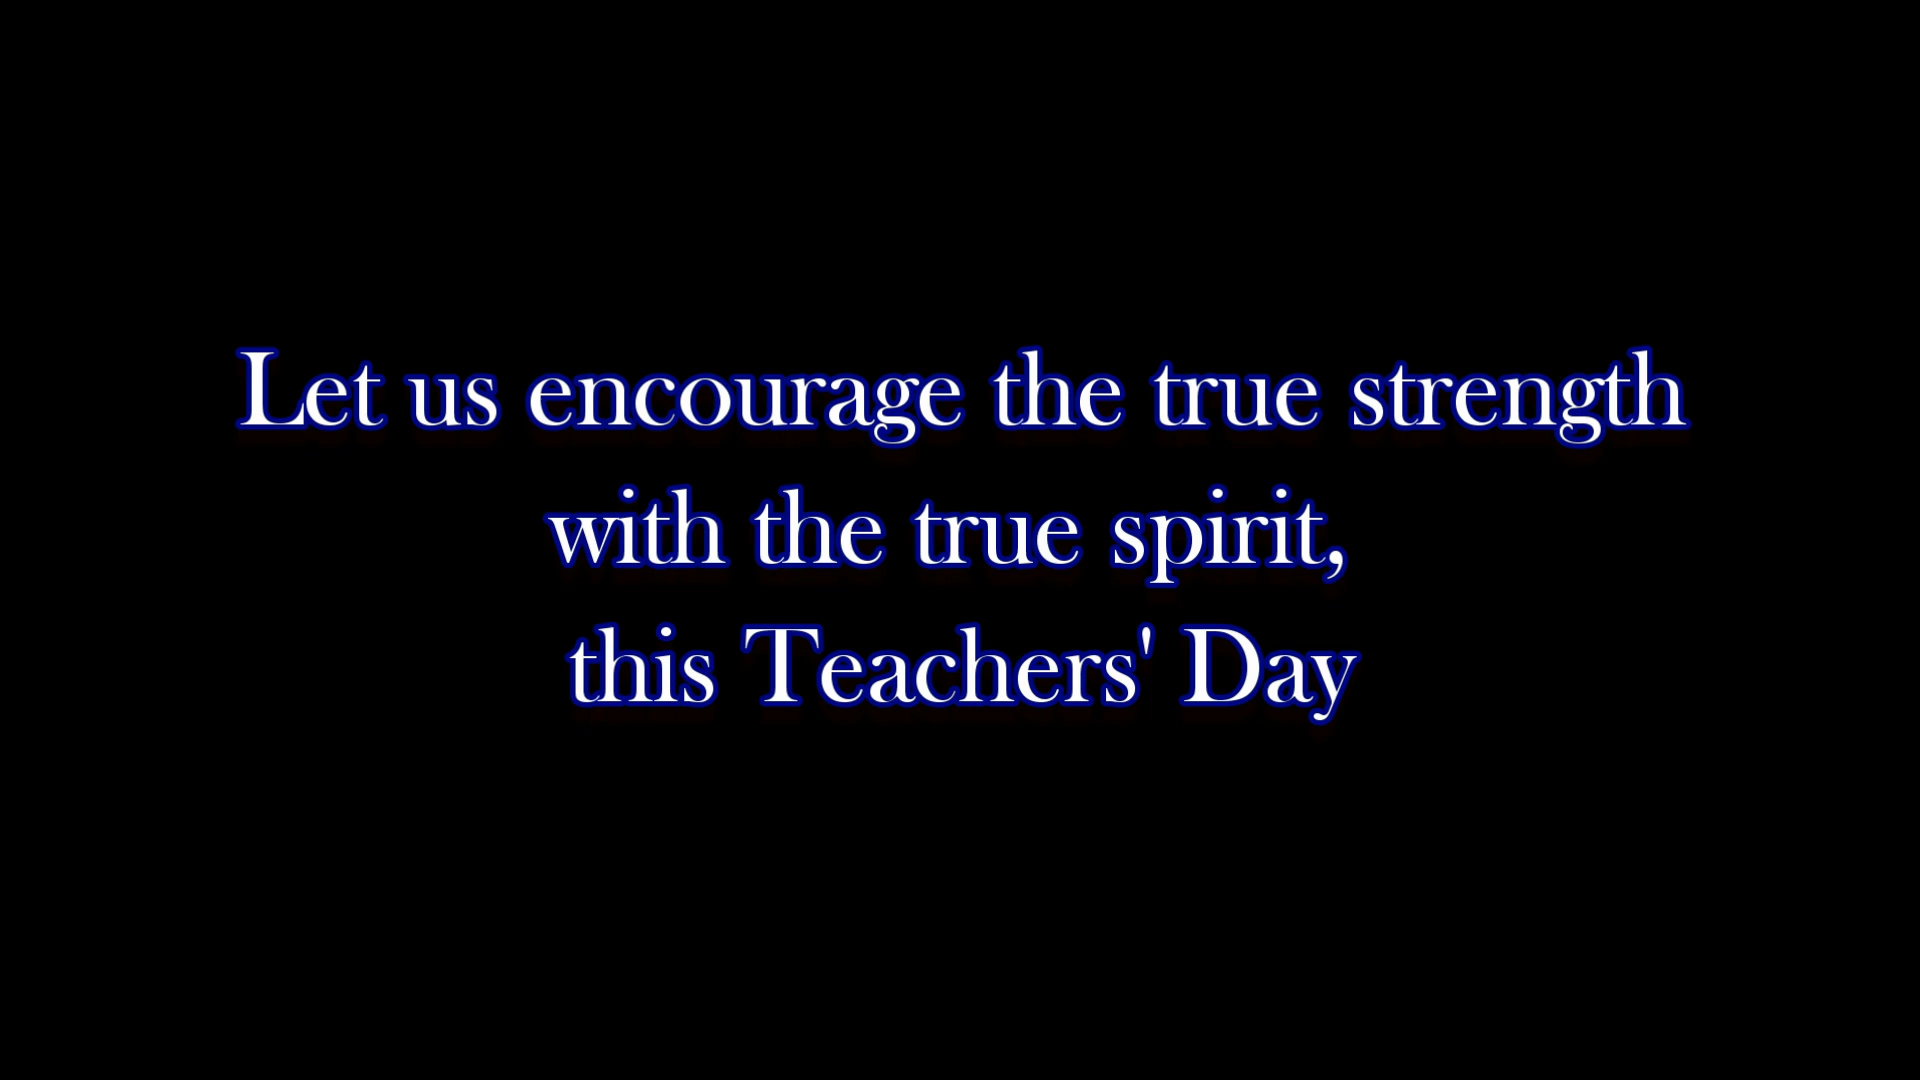 Let us encourage the true strength
with the true spirit,
this Teachers' Day